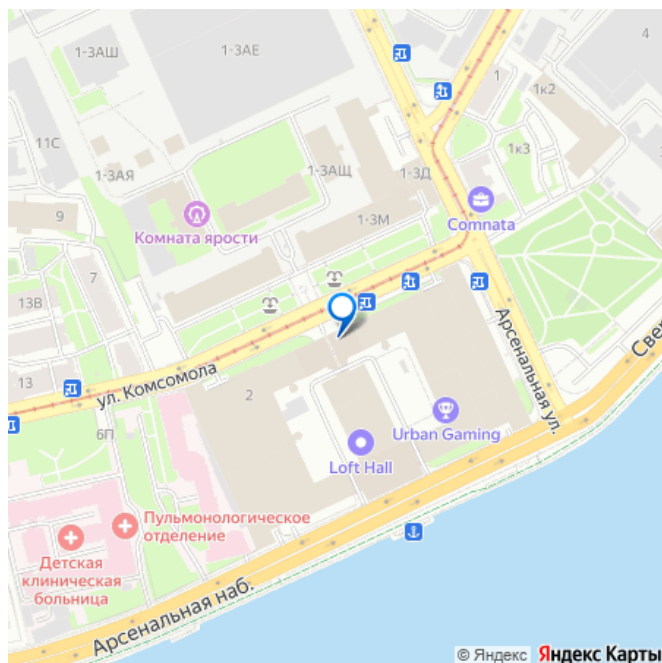 4
1-3АЕ
1-3АШ
1
1к2
11С
1-3АЩ
1к3
1-3АЯ
1-3Д
9
Комната ярости
1-3М
Comnata
7
13В
Арсенальная ул.
Све
13
ул. Комсомола
2
6П
Urban Gaming
Loft Hall
Пульмонологическое
отделение
Детская
клиническая
больница
Арсенальная наб.
© Яндекс Яндекс Карты